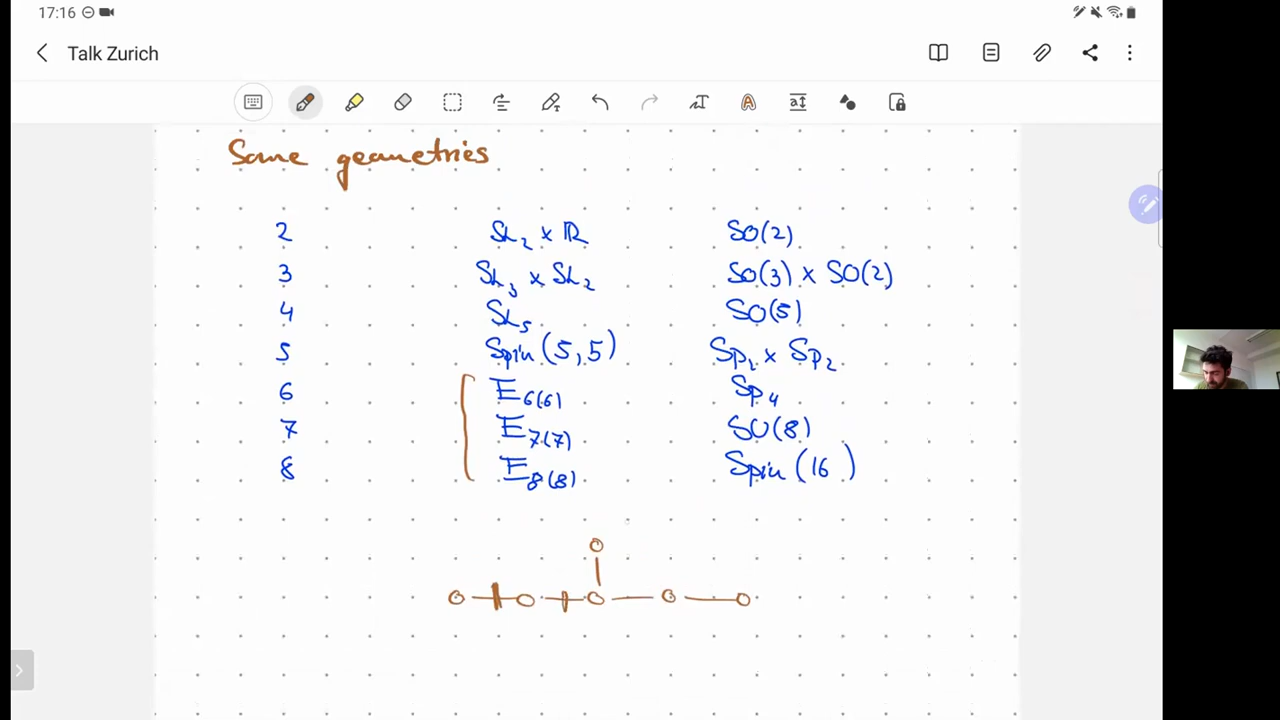 17:16
Talk Zurich
Some geometries
2 SL₂ × ℝ SO(2)
3 SL₃ × SL₂ SO(3) × SO(2)
4 SL₅ SO(5)
5 Spin(5,5) Sp₂ × Sp₂
6 E₆₍₆₎ Sp₄
7 E₇₍₇₎ SU(8)
8 E₈₍₈₎ Spin(16)